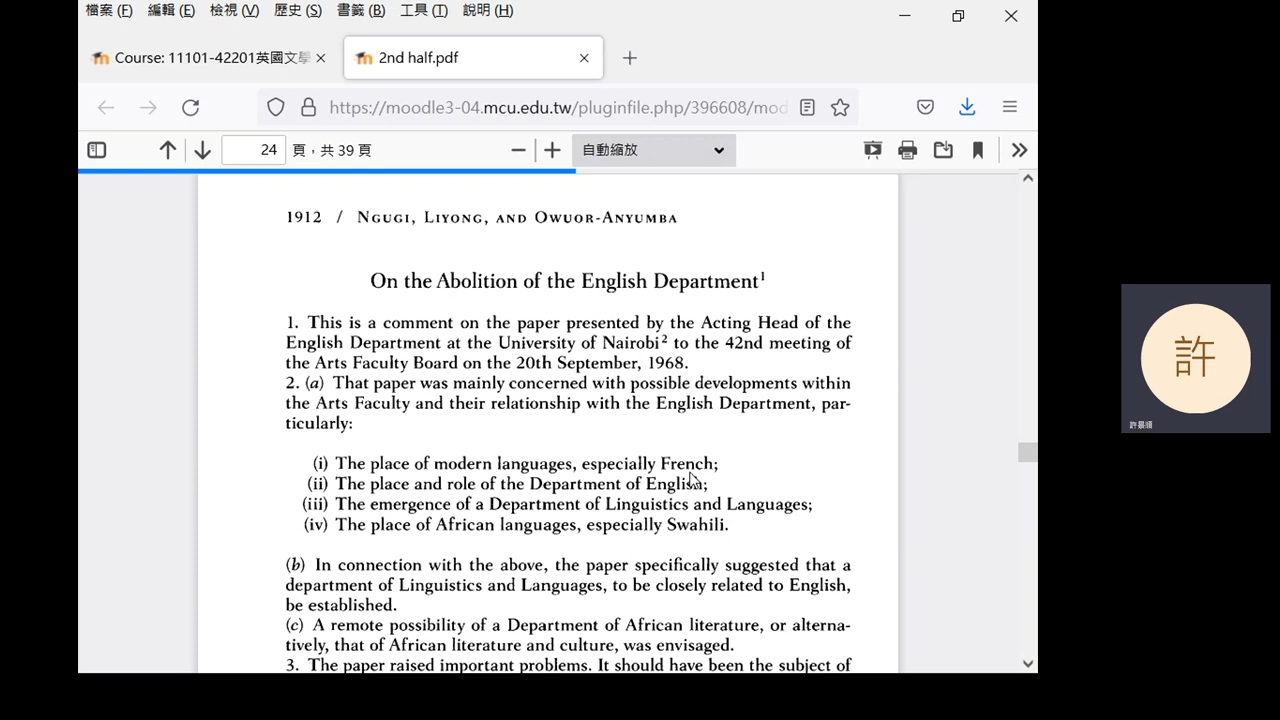 檔案 (F) 編輯 (E) 檢視 (V) 歷史 (S) 書籤 (B) 工具 (T) 說明 (H)
Course: 11101-42201英國文學
2nd half.pdf
https://moodle3-04.mcu.edu.tw/pluginfile.php/396608/mod
24 頁，共 39 頁
自動縮放
1912 / NGUGI, LIYONG, AND OWUOR-ANYUMBA
On the Abolition of the English Department1
1. This is a comment on the paper presented by the Acting Head of the
English Department at the University of Nairobi2 to the 42nd meeting of
the Arts Faculty Board on the 20th September, 1968.
2. (a) That paper was mainly concerned with possible developments within
the Arts Faculty and their relationship with the English Department, par-
ticularly:
(i) The place of modern languages, especially French;
(ii) The place and role of the Department of English;
(iii) The emergence of a Department of Linguistics and Languages;
(iv) The place of African languages, especially Swahili.
(b) In connection with the above, the paper specifically suggested that a
department of Linguistics and Languages, to be closely related to English,
be established.
(c) A remote possibility of a Department of African literature, or alterna-
tively, that of African literature and culture, was envisaged.
3. The paper raised important problems. It should have been the subject of
許
許景順